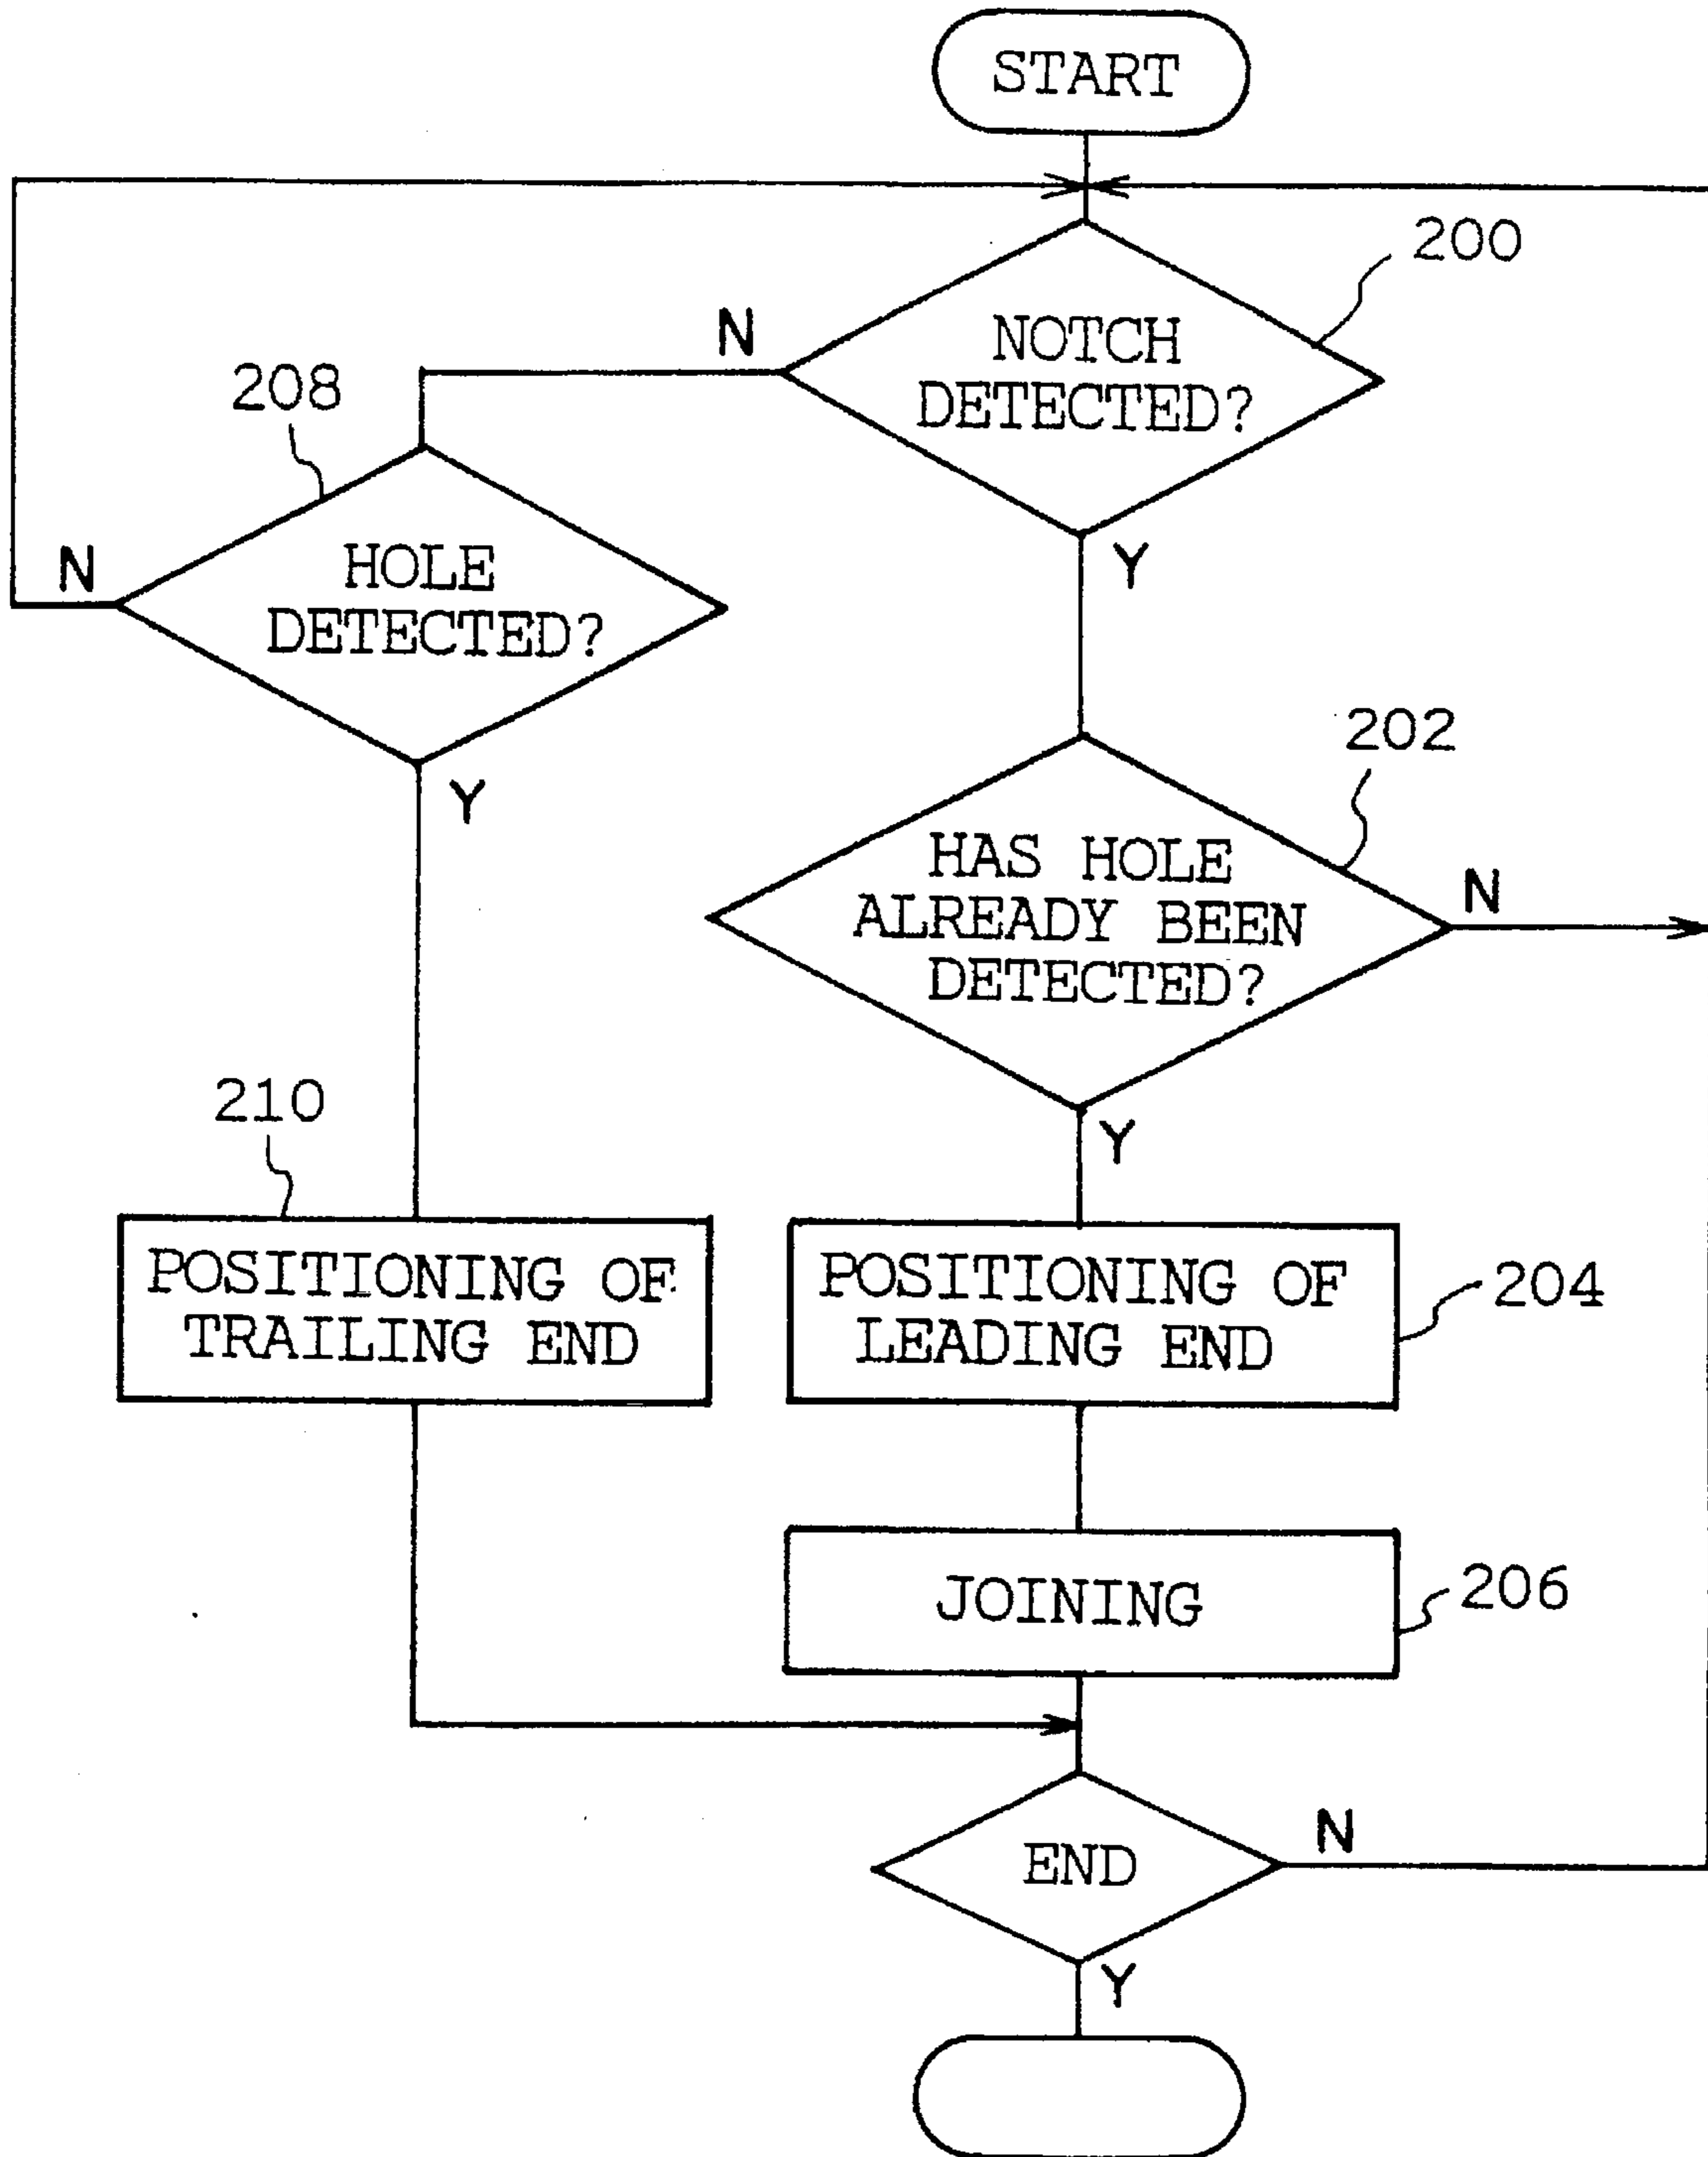 START
200
N
NOTCH
DETECTED?
208
Y
N
HOLE
DETECTED?
202
Y
HAS HOLE
ALREADY BEEN
DETECTED?
N
210
Y
POSITIONING OF
TRAILING END
POSITIONING OF
LEADING END
204
JOINING
206
END
N
Y